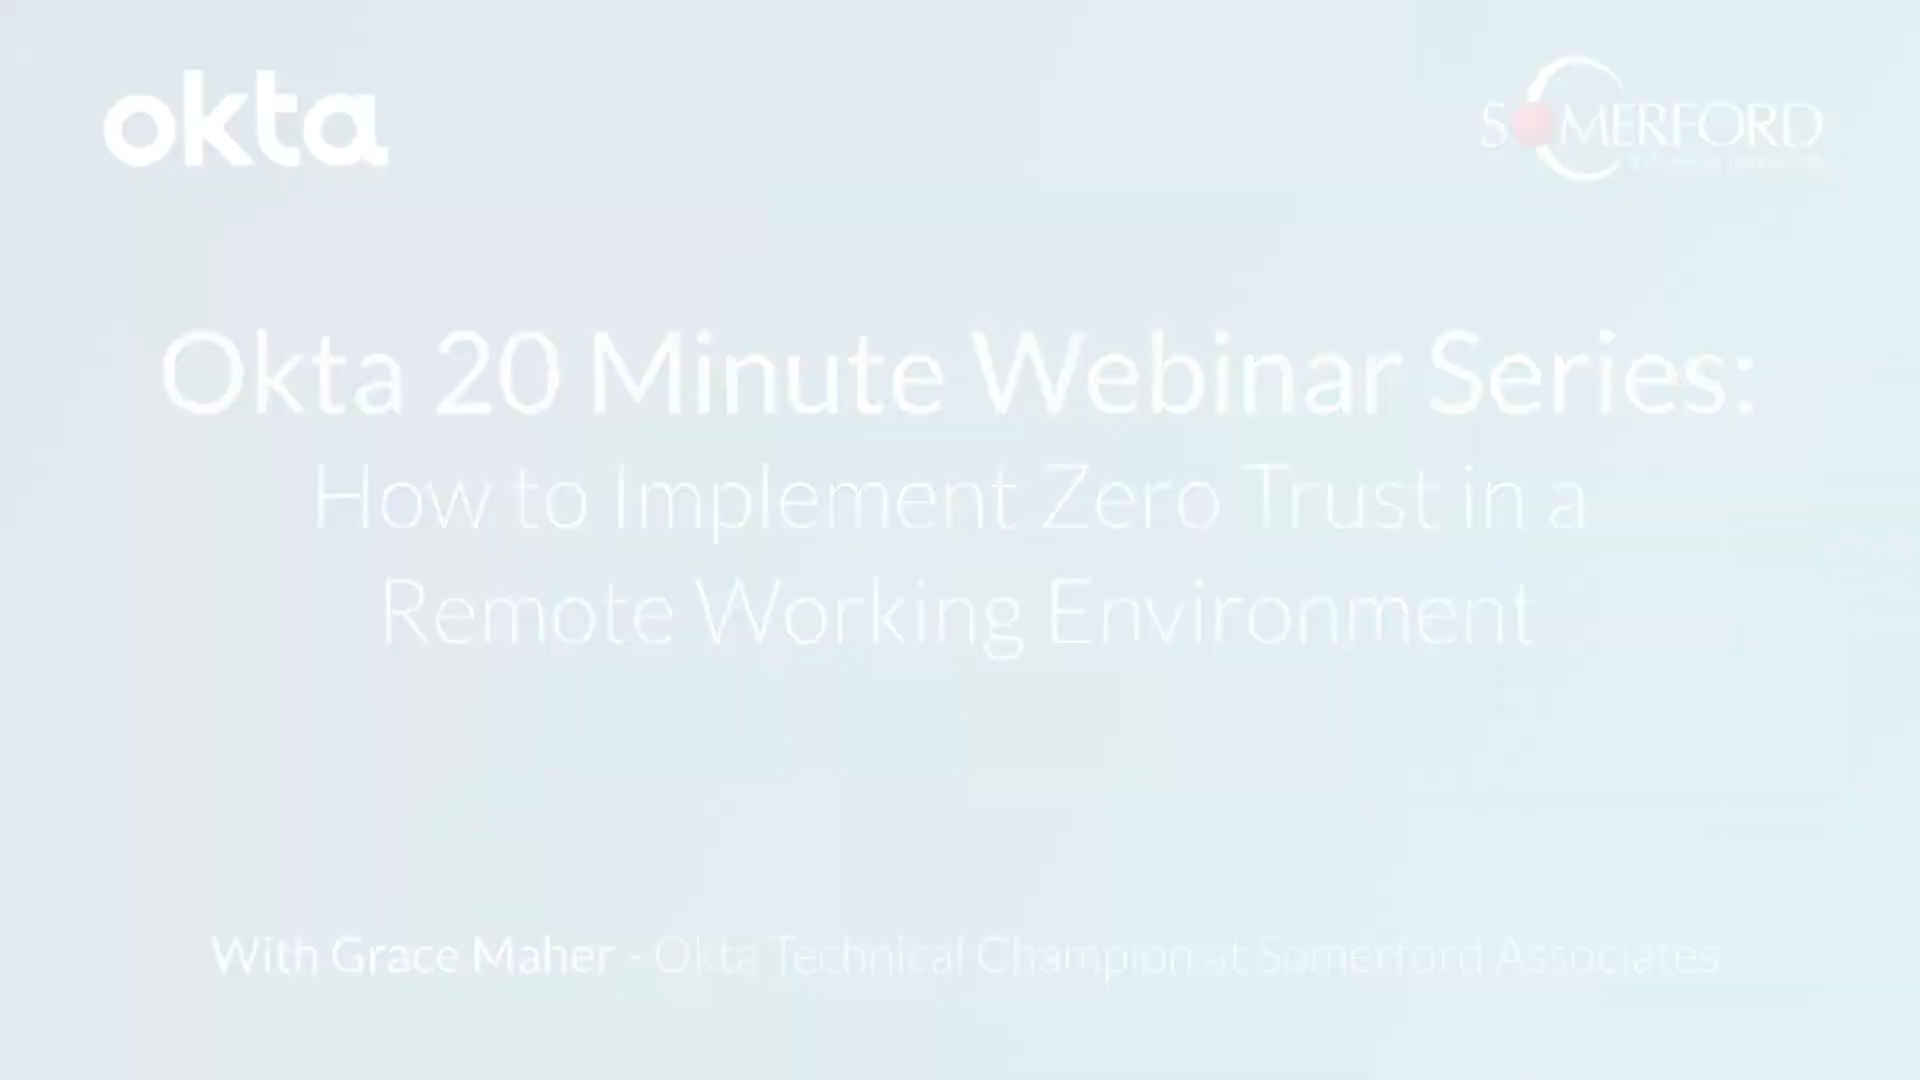 okta
SOMERFORD
Okta 20 Minute Webinar Series:
How to Implement Zero Trust in a
Remote Working Environment
With Grace Maher - Okta Technical Champion at Somerford Associates